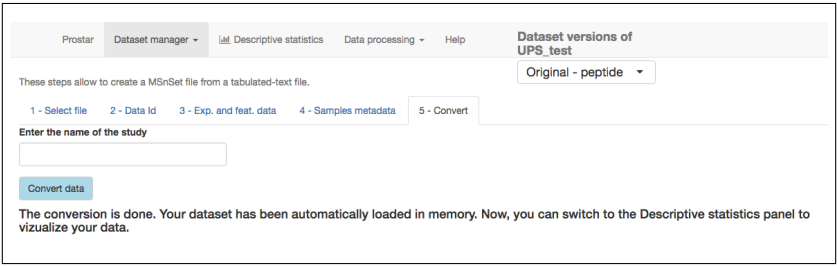 Prostar Dataset manager Descriptive statistics Data processing Help
Dataset versions of
UPS_test
Original - peptide
These steps allow to create a MSnSet file from a tabulated-text file.
1 - Select file 2 - Data Id 3 - Exp. and feat. data 4 - Samples metadata 5 - Convert
Enter the name of the study
Convert data
The conversion is done. Your dataset has been automatically loaded in memory. Now, you can switch to the Descriptive statistics panel to
vizualize your data.